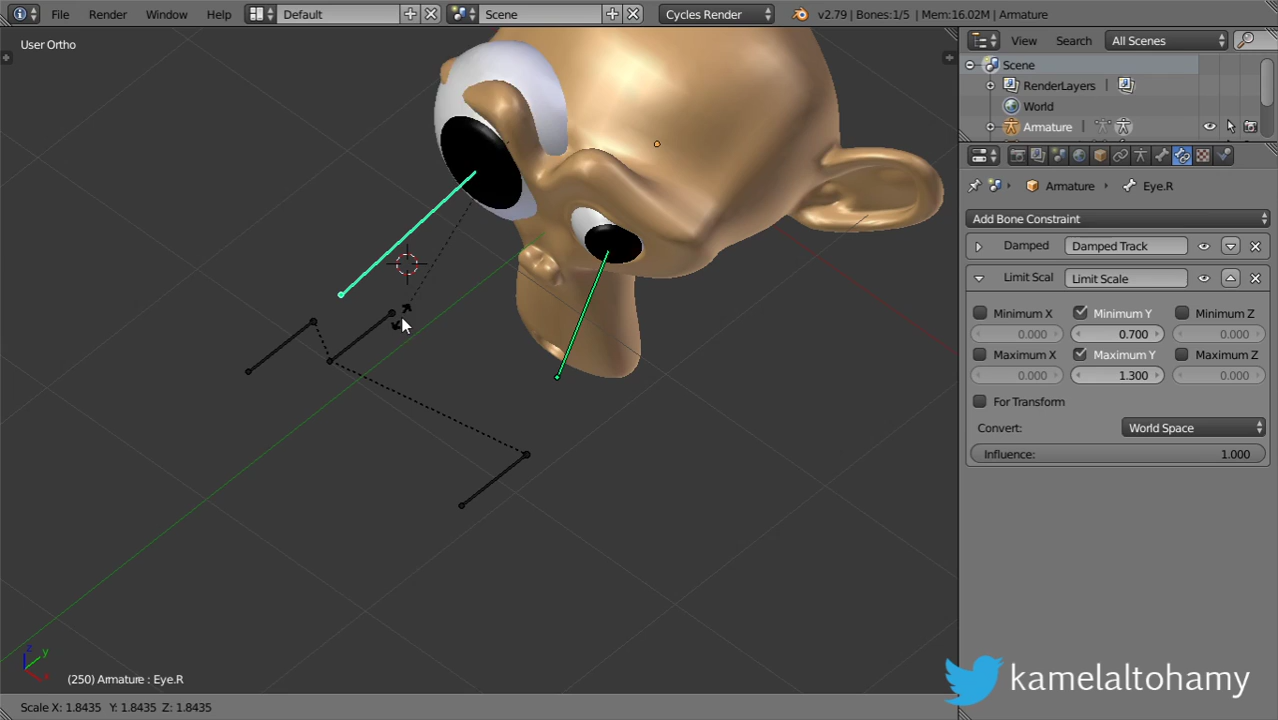 File Render Window Help Default Scene Cycles Render v2.79 | Bones:1/5 | Mem:16.02M | Armature
User Ortho
View Search All Scenes
Scene
RenderLayers |
World
Armature |
Armature Eye.R
Add Bone Constraint
Damped Damped Track
Limit Scal Limit Scale
Minimum X Minimum Y Minimum Z
0.000 0.700 0.000
Maximum X Maximum Y Maximum Z
0.000 1.300 0.000
For Transform
Convert: World Space
Influence: 1.000
z y x
(250) Armature : Eye.R
kamelaltohamy
Scale X: 1.8435 Y: 1.8435 Z: 1.8435